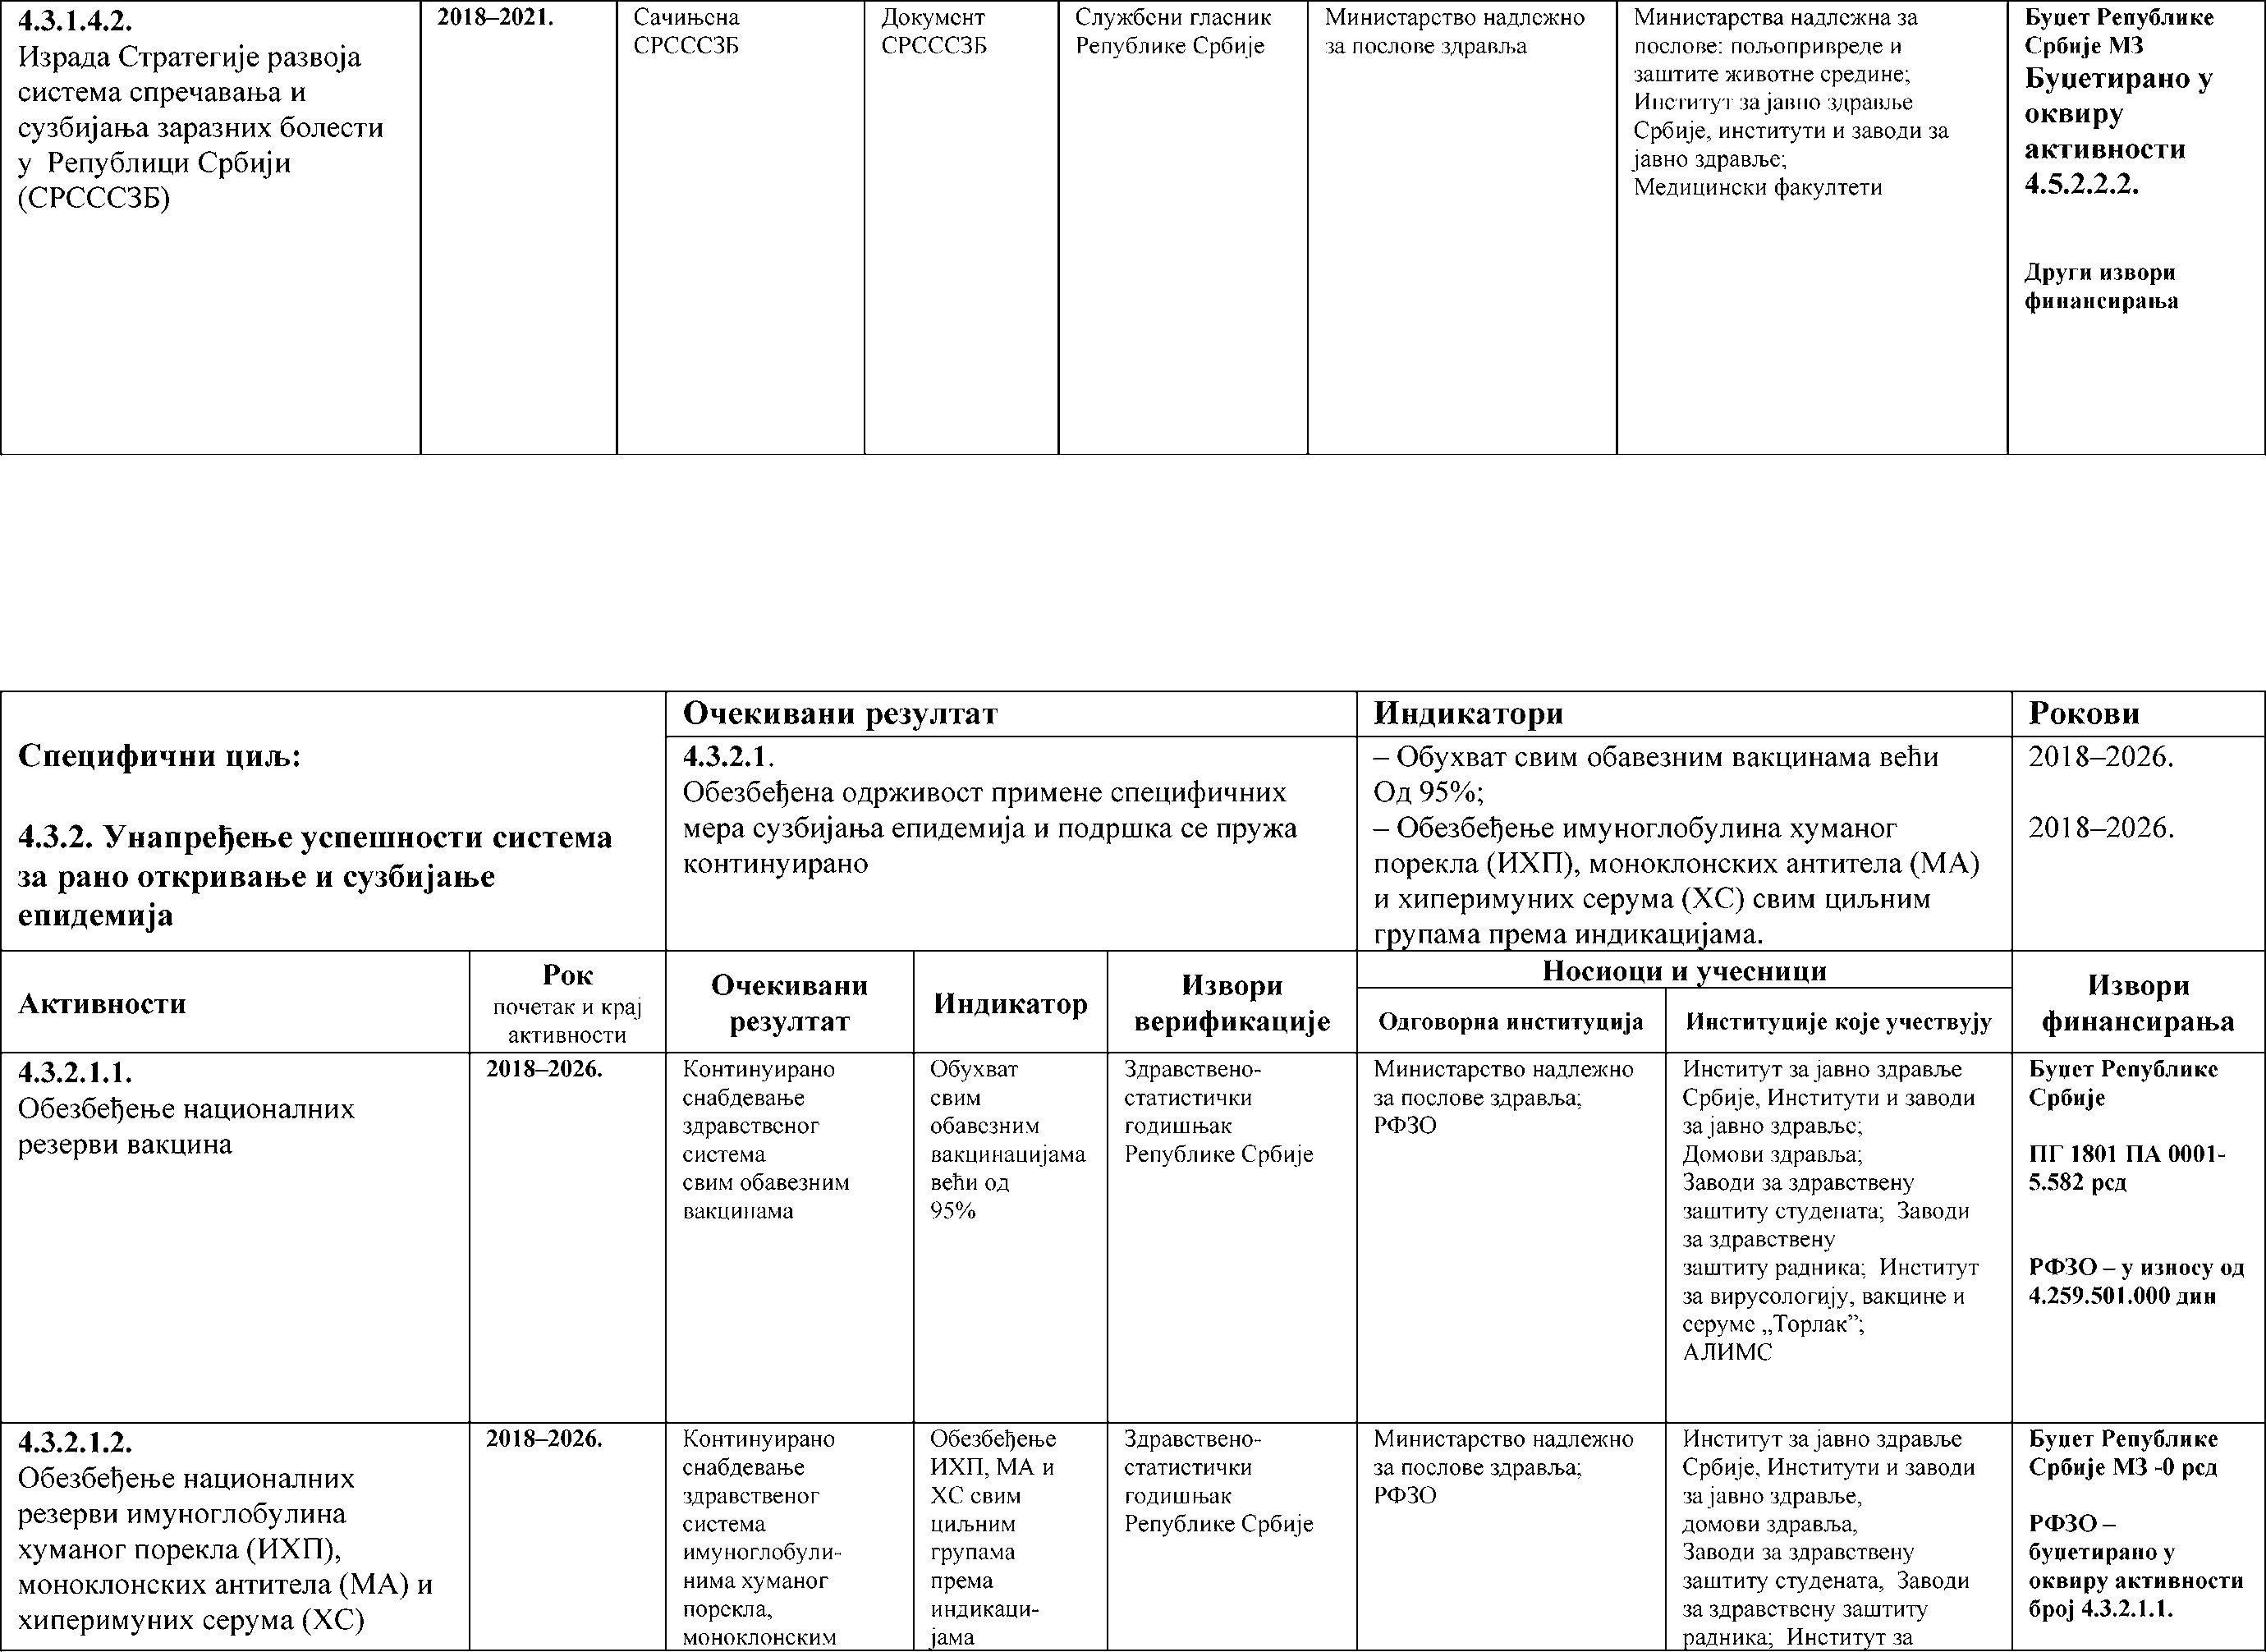 4.3.1.4.2.
Израда Стратегије развоја
система спречавања и
сузбијања заразних болести
у Републици Србији
(СРСССЗБ)
2018–2021.
Сачињена
СРСССЗБ
Документ
СРСССЗБ
Службени гласник
Републике Србије
Министарство надлежно
за послове здравља
Министарства надлежна за
послове: пољопривреде и
заштите животне средине;
Институт за јавно здравље
Србије, институти и заводи за
јавно здравље;
Медицински факултети
Буџет Републике
Србије МЗ
Буџетирано у
оквиру
активности
4.5.2.2.2.
Други извори
финансирања
Специфични циљ:
4.3.2. Унапређење успешности система
за рано откривање и сузбијање
епидемија
Очекивани резултат
4.3.2.1.
Обезбеђена одрживост примене специфичних
мера сузбијања епидемија и подршка се пружа
континуирано
Индикатори
– Обухват свим обавезним вакцинама већи
Од 95%;
– Обезбеђење имуноглобулина хуманог
порекла (ИХП), моноклонских антитела (МА)
и хиперимуних серума (ХС) свим циљним
групама према индикацијама.
Рокови
2018–2026.
2018–2026.
Активности
Рок
почетак и крај
активности
Очекивани
резултат
Индикатор
Извори
верификације
Носиоци и учесници
Одговорна институција
Институције које учествују
Извори
финансирања
4.3.2.1.1.
Обезбеђење националних
резерви вакцина
2018–2026.
Континуирано
снабдевање
здравственог
система
свим обавезним
вакцинама
Обухват
свим
обавезним
вакцинацијама
већи од
95%
Здравствено-
статистички
годишњак
Републике Србије
Министарство надлежно
за послове здравља;
РФЗО
Институт за јавно здравље
Србије, Институти и заводи
за јавно здравље;
Домови здравља;
Заводи за здравствену
заштиту студената; Заводи
за здравствену
заштиту радника; Институт
за вирусологију, вакцине и
серуме „Торлак”;
АЛИМС
Буџет Републике
Србије
ПГ 1801 ПА 0001-
5.582 рсд
РФЗО – у износу од
4.259.501.000 дин
4.3.2.1.2.
Обезбеђење националних
резерви имуноглобулина
хуманог порекла (ИХП),
моноклонских антитела (МА) и
хиперимуних серума (ХС)
2018–2026.
Континуирано
снабдевање
здравственог
система
имуноглобули-
нима хуманог
порекла,
моноклонским
Обезбеђење
ИХП, МА и
ХС свим
циљним
групама
према
индикаци-
јама
Здравствено-
статистички
годишњак
Републике Србије
Министарство надлежно
за послове здравља;
РФЗО
Институт за јавно здравље
Србије, Институти и заводи
за јавно здравље,
домови здравља,
Заводи за здравствену
заштиту студената, Заводи
за здравствену заштиту
радника; Институт за
Буџет Републике
Србије МЗ -0 рсд
РФЗО –
буџетирано у
оквиру активности
број 4.3.2.1.1.